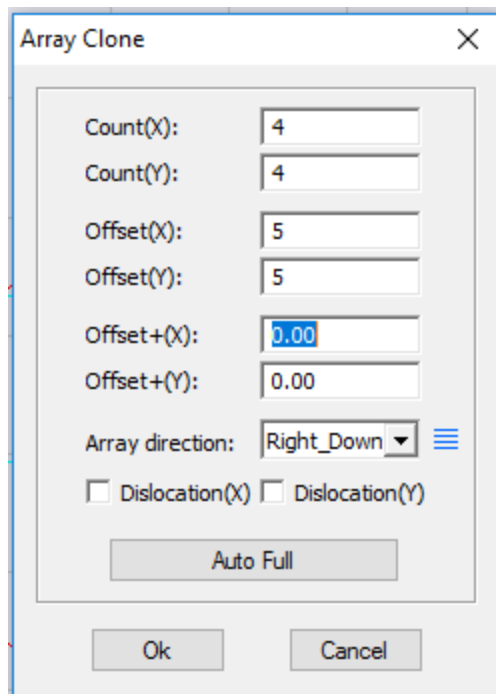 Array Clone
Count(X): 4
Count(Y): 4
Offset(X): 5
Offset(Y): 5
Offset+(X): 0.00
Offset+(Y): 0.00
Array direction: Right_Down
Dislocation(X) Dislocation(Y)
Auto Full
Ok Cancel